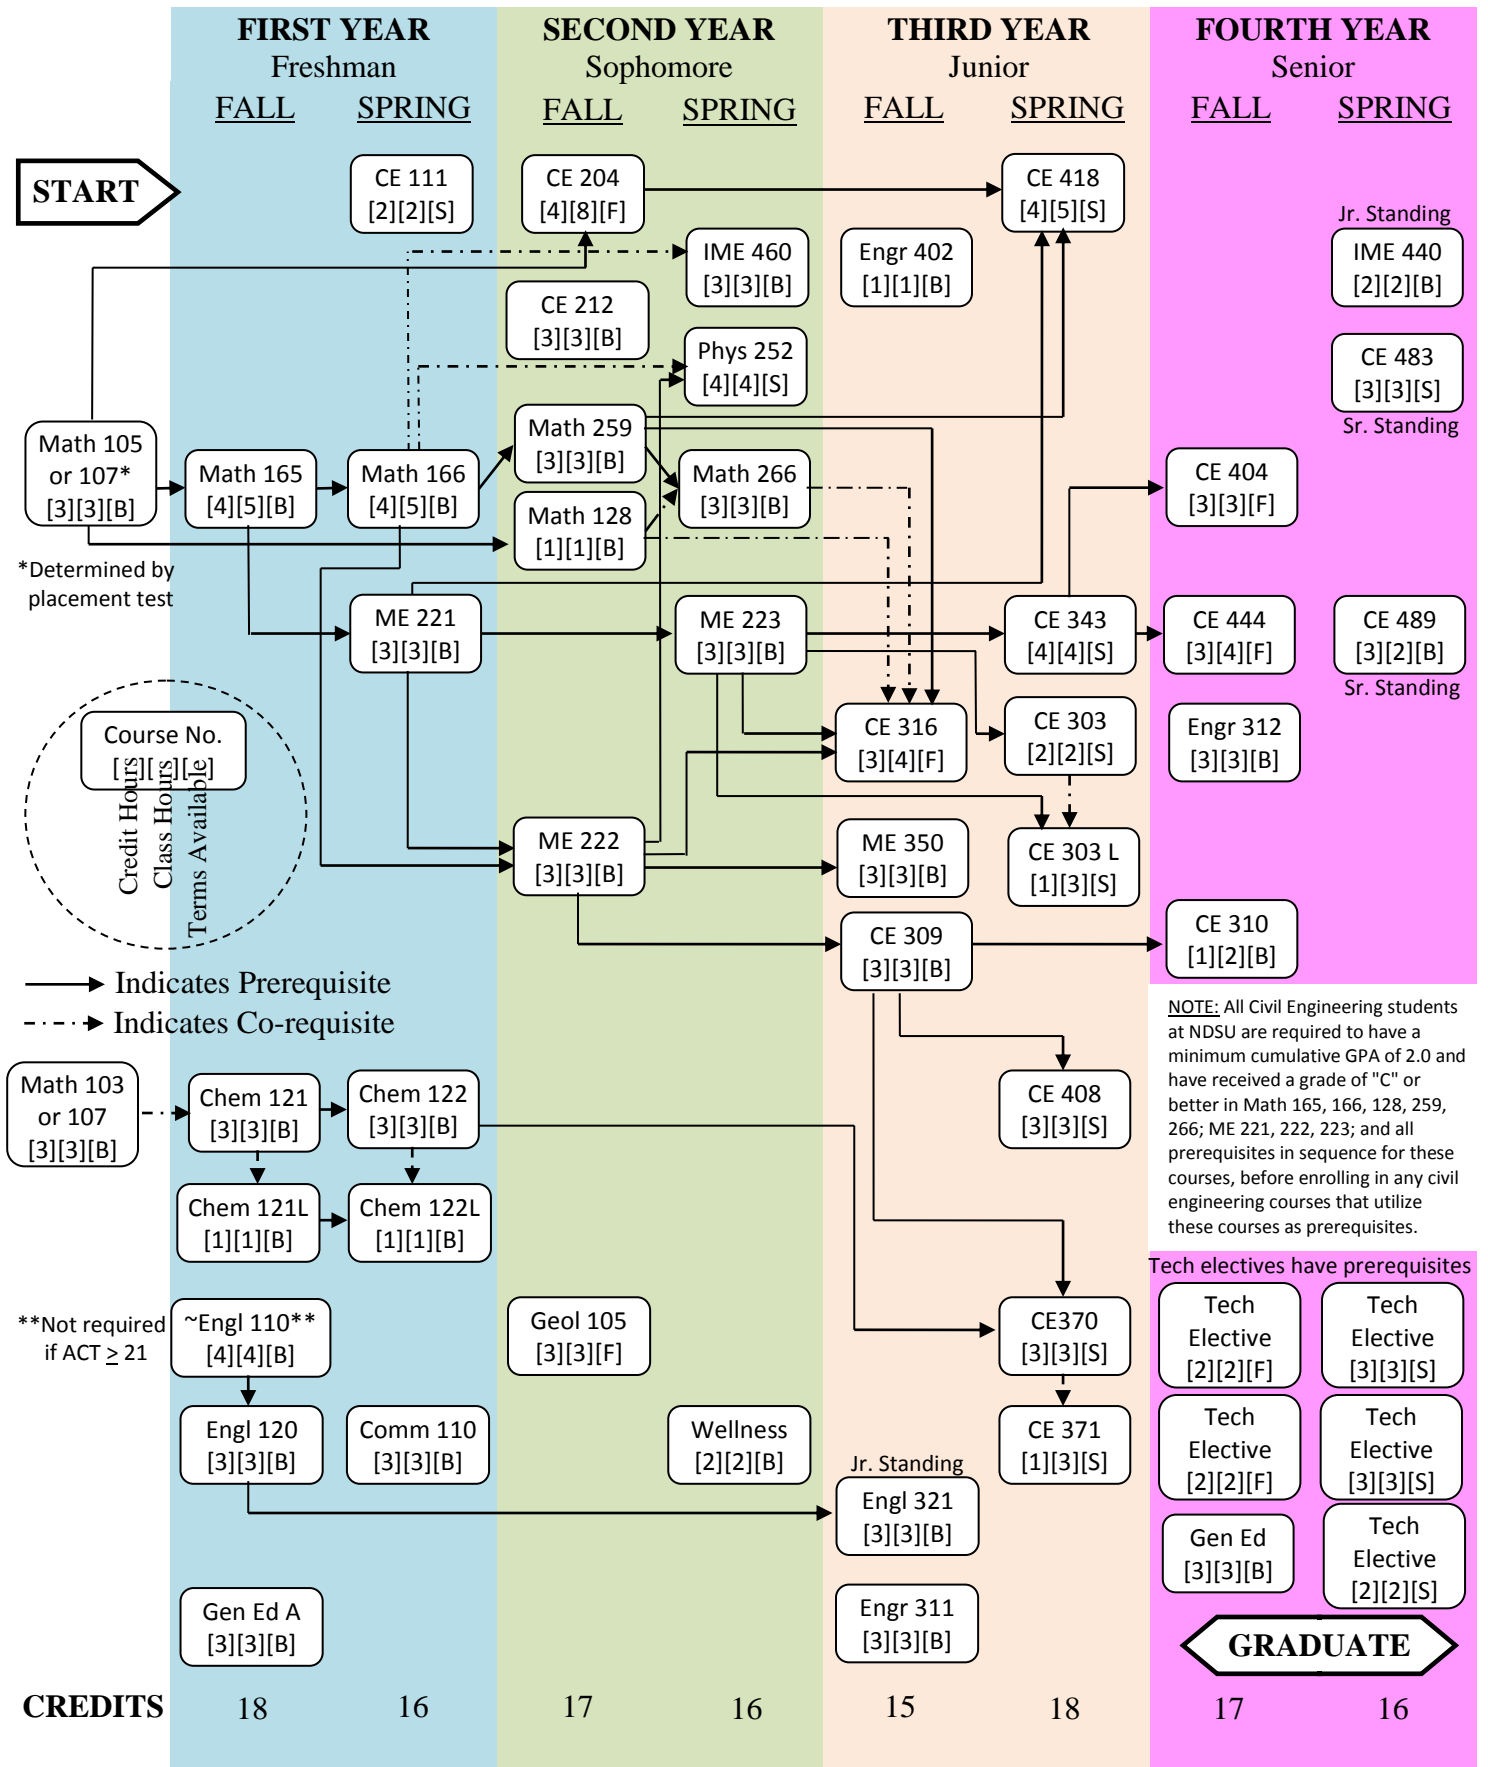 FIRST YEAR
Freshman
FALL
SPRING
SECOND YEAR
Sophomore
FALL
SPRING
THIRD YEAR
Junior
FALL
SPRING
FOURTH YEAR
Senior
FALL
SPRING
START
CE 111
[2][2][S]
CE 204
[4][8][F]
CE 418
[4][5][S]
Jr. Standing
IME 460
[3][3][B]
Engr 402
[1][1][B]
IME 440
[2][2][B]
CE 212
[3][3][B]
Phys 252
[4][4][S]
CE 483
[3][3][S]
Sr. Standing
Math 105
or 107*
[3][3][B]
Math 165
[4][5][B]
Math 166
[4][5][B]
Math 259
[3][3][B]
Math 266
[3][3][B]
CE 404
[3][3][F]
Math 128
[1][1][B]
*Determined by
placement test
ME 221
[3][3][B]
ME 223
[3][3][B]
CE 343
[4][4][S]
CE 444
[3][4][F]
CE 489
[3][2][B]
Sr. Standing
Course No.
[ ][ ][ ]
Credit Hours
Class Hours
Terms Available
CE 316
[3][4][F]
CE 303
[2][2][S]
Engr 312
[3][3][B]
ME 222
[3][3][B]
ME 350
[3][3][B]
CE 303 L
[1][3][S]
CE 309
[3][3][B]
CE 310
[1][2][B]
Indicates Prerequisite
Indicates Co-requisite
NOTE: All Civil Engineering students
at NDSU are required to have a
minimum cumulative GPA of 2.0 and
have received a grade of "C" or
better in Math 165, 166, 128, 259,
266; ME 221, 222, 223; and all
prerequisites in sequence for these
courses, before enrolling in any civil
engineering courses that utilize
these courses as prerequisites.
Math 103
or 107
[3][3][B]
Chem 121
[3][3][B]
Chem 122
[3][3][B]
CE 408
[3][3][S]
Chem 121L
[1][1][B]
Chem 122L
[1][1][B]
Tech electives have prerequisites
**Not required
if ACT ≥ 21
~Engl 110**
[4][4][B]
Geol 105
[3][3][F]
CE370
[3][3][S]
Tech
Elective
[2][2][F]
Tech
Elective
[3][3][S]
Engl 120
[3][3][B]
Comm 110
[3][3][B]
Wellness
[2][2][B]
CE 371
[1][3][S]
Tech
Elective
[2][2][F]
Tech
Elective
[3][3][S]
Jr. Standing
Engl 321
[3][3][B]
Gen Ed
[3][3][B]
Tech
Elective
[2][2][S]
Gen Ed A
[3][3][B]
Engr 311
[3][3][B]
GRADUATE
CREDITS
18
16
17
16
15
18
17
16